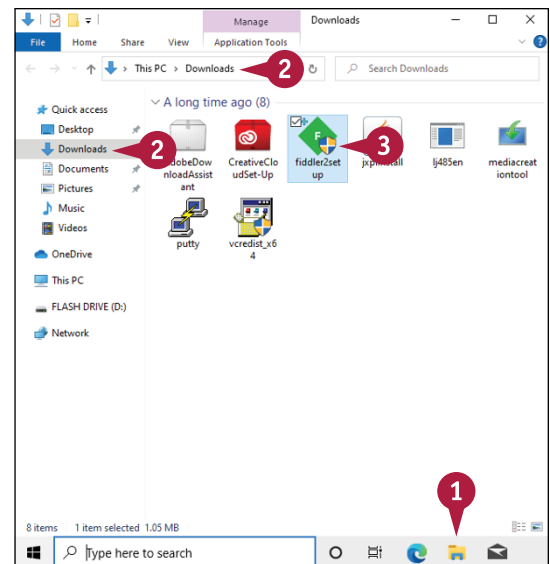 Manage
Downloads
File
Home
Share
View
Application Tools
This PC
Downloads
2
Search Downloads
Quick access
Desktop
Downloads
2
Documents
Pictures
Music
Videos
OneDrive
This PC
FLASH DRIVE (D:)
Network
A long time ago (8)
dobeDow
nloadAssist
ant
CreativeClo
udSet-Up
F
fiddler2set
up
3
lj485en
mediacreat
iontool
putty
vcredist_x6
4
1
8 items
1 item selected 1.05 MB
Type here to search